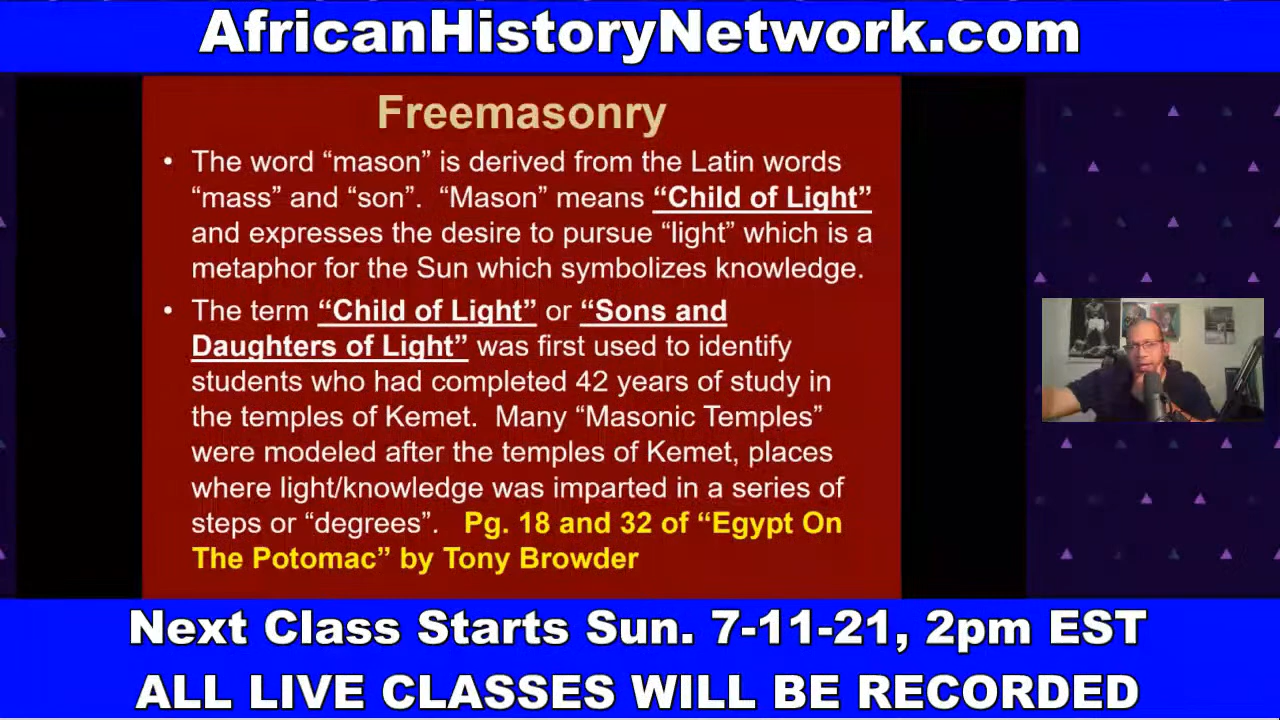 AfricanHistoryNetwork.com
Freemasonry
• The word “mason” is derived from the Latin words
“mass” and “son”.  “Mason” means “Child of Light”
and expresses the desire to pursue “light” which is a
metaphor for the Sun which symbolizes knowledge.
• The term “Child of Light” or “Sons and
Daughters of Light” was first used to identify
students who had completed 42 years of study in
the temples of Kemet.  Many “Masonic Temples”
were modeled after the temples of Kemet, places
where light/knowledge was imparted in a series of
steps or “degrees”.   Pg. 18 and 32 of “Egypt On
The Potomac” by Tony Browder
Next Class Starts Sun. 7-11-21, 2pm EST
ALL LIVE CLASSES WILL BE RECORDED